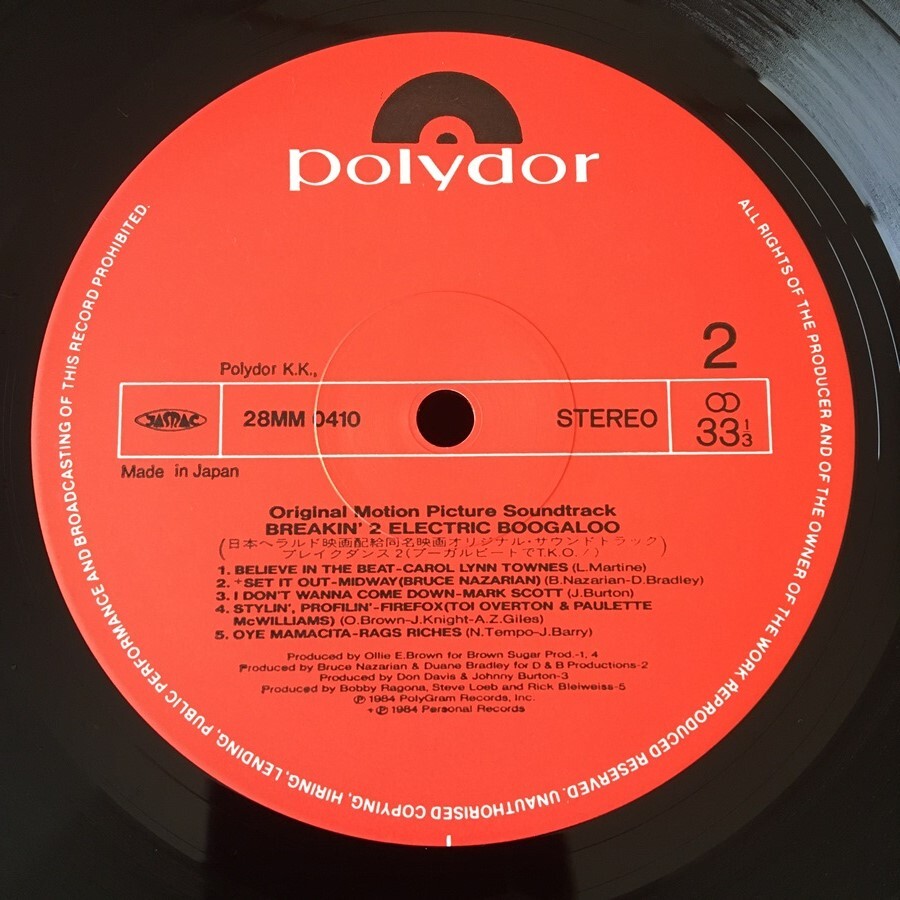 polydor
ALL RIGHTS OF THE PRODUCER AND OF THE OWNER OF THE WORK REPRODUCED RESERVED. UNAUTHORISED COPYING, HIRING, LENDING, PUBLIC PERFORMANCE AND BROADCASTING OF THIS RECORD PROHIBITED.
2
Polydor K.K.,
JASRAC
28MM 0410
STEREO
33 1/3
Made in Japan
Original Motion Picture Soundtrack
BREAKIN' 2 ELECTRIC BOOGALOO
(日本ヘラルド映画配給同名映画オリジナル・サウンドトラック
ブレイクダンス2(ブーガルビートでT.K.O.!)
1. BELIEVE IN THE BEAT-CAROL LYNN TOWNES (L.Martine)
2. +SET IT OUT-MIDWAY(BRUCE NAZARIAN) (B.Nazarian-D.Bradley)
3. I DON'T WANNA COME DOWN-MARK SCOTT (J.Burton)
4. STYLIN', PROFILIN'-FIREFOX(TOI OVERTON & PAULETTE
McWILLIAMS) (O.Brown-J.Knight-A.Z.Giles)
5. OYE MAMACITA-RAGS RICHES (N.Tempo-J.Barry)
Produced by Ollie E.Brown for Brown Sugar Prod.-1, 4
Produced by Bruce Nazarian & Duane Bradley for D & B Productions-2
Produced by Don Davis & Johnny Burton-3
Produced by Bobby Ragona, Steve Loeb and Rick Bleiweiss-5
℗ 1984 PolyGram Records, Inc.
+ ℗ 1984 Personal Records